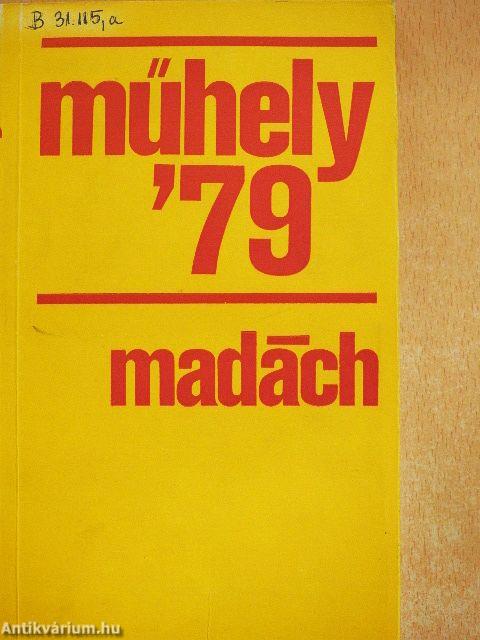 B 31.115,a
műhely
'79
madách
Antikvárium.hu